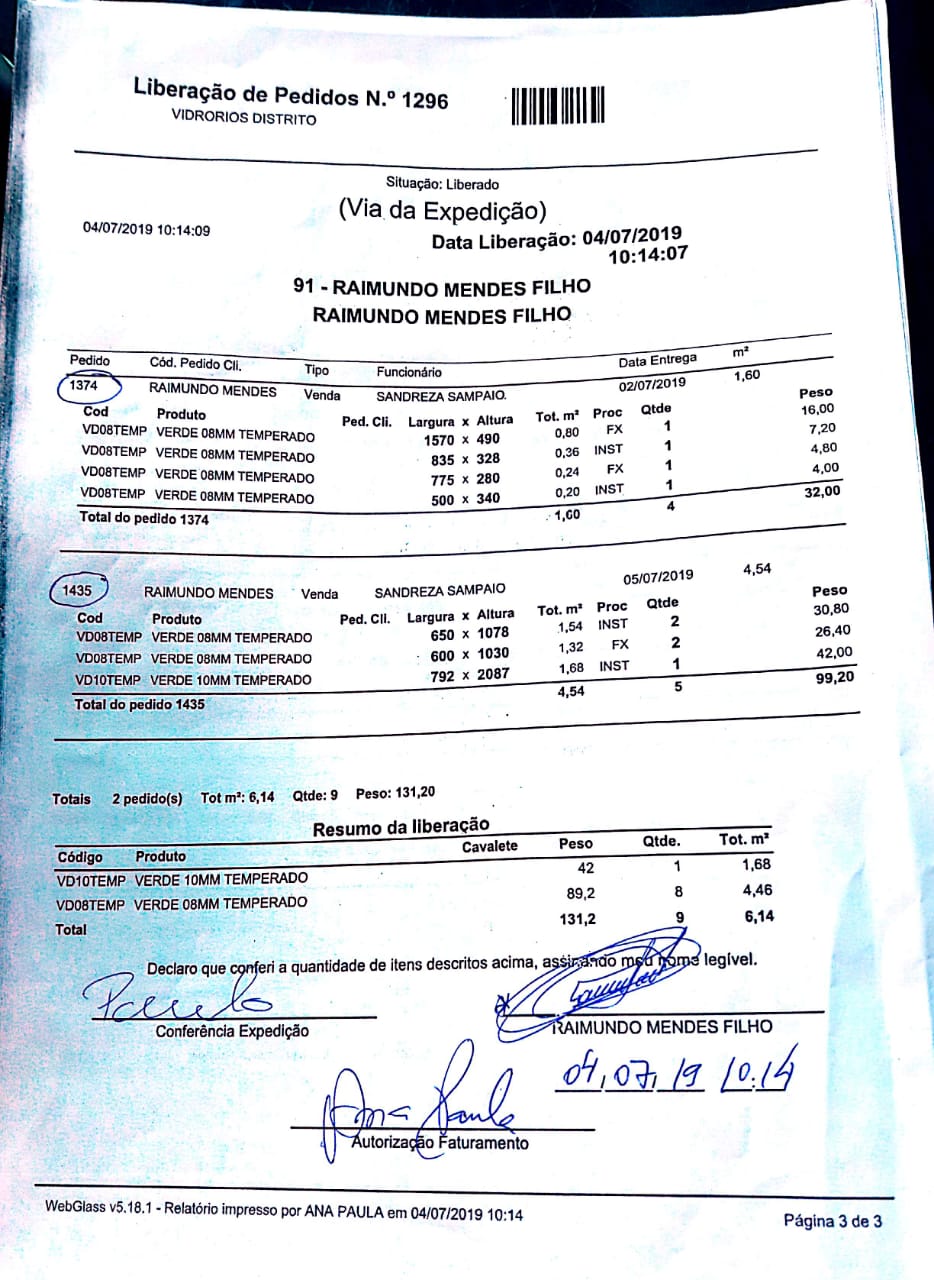 Liberação de Pedidos N.º 1296
VIDRORIOS DISTRITO
Situação: Liberado
(Via da Expedição)
04/07/2019 10:14:09
Data Liberação: 04/07/2019
10:14:07
91 - RAIMUNDO MENDES FILHO
RAIMUNDO MENDES FILHO
Pedido Cód. Pedido Cli. Tipo Funcionário Data Entrega m²
1374 RAIMUNDO MENDES Venda SANDREZA SAMPAIO. 02/07/2019 1,60
Cod Produto Ped. Cli. Largura x Altura Tot. m² Proc Qtde Peso
VD08TEMP VERDE 08MM TEMPERADO 1570 x 490 0,80 FX 1 16,00
VD08TEMP VERDE 08MM TEMPERADO 835 x 328 0,36 INST 1 7,20
VD08TEMP VERDE 08MM TEMPERADO 775 x 280 0,24 FX 1 4,80
VD08TEMP VERDE 08MM TEMPERADO 500 x 340 0,20 INST 1 4,00
Total do pedido 1374 1,60 4 32,00
1435 RAIMUNDO MENDES Venda SANDREZA SAMPAIO 05/07/2019 4,54
Cod Produto Ped. Cli. Largura x Altura Tot. m² Proc Qtde Peso
VD08TEMP VERDE 08MM TEMPERADO 650 x 1078 1,54 INST 2 30,80
VD08TEMP VERDE 08MM TEMPERADO 600 x 1030 1,32 FX 2 26,40
VD10TEMP VERDE 10MM TEMPERADO 792 x 2087 1,68 INST 1 42,00
Total do pedido 1435 4,54 5 99,20
Totais 2 pedido(s) Tot m²: 6,14 Qtde: 9 Peso: 131,20
Resumo da liberação
Código Produto Cavalete Peso Qtde. Tot. m²
VD10TEMP VERDE 10MM TEMPERADO 42 1 1,68
VD08TEMP VERDE 08MM TEMPERADO 89,2 8 4,46
Total 131,2 9 6,14
Declaro que conferi a quantidade de itens descritos acima, assinando meu nome legível.
Paulo
Conferência Expedição
RAIMUNDO MENDES FILHO
04,07,19 10:14
Ana Paula
Autorização Faturamento
WebGlass v5.18.1 - Relatório impresso por ANA PAULA em 04/07/2019 10:14
Página 3 de 3